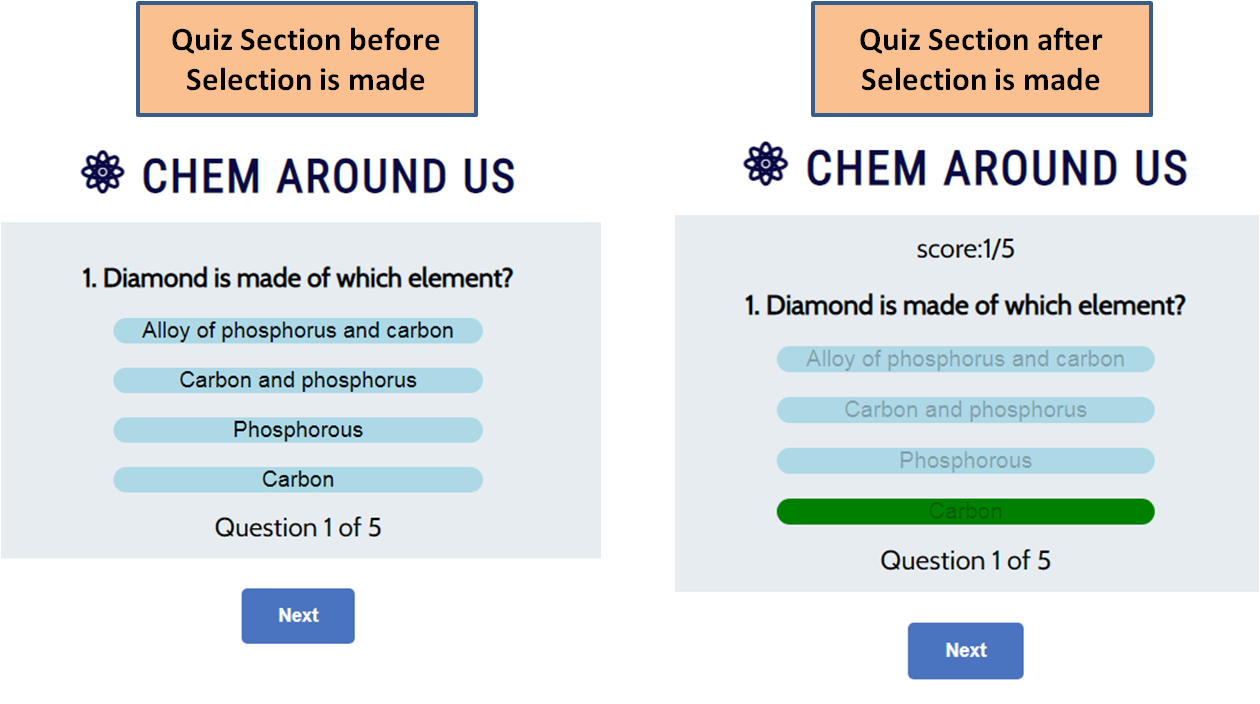 Quiz Section before
Selection is made
CHEM AROUND US
1. Diamond is made of which element?
Alloy of phosphorus and carbon
Carbon and phosphorus
Phosphorous
Carbon
Question 1 of 5
Next
Quiz Section after
Selection is made
CHEM AROUND US
score:1/5
1. Diamond is made of which element?
Alloy of phosphorus and carbon
Carbon and phosphorus
Phosphorous
Carbon
Question 1 of 5
Next